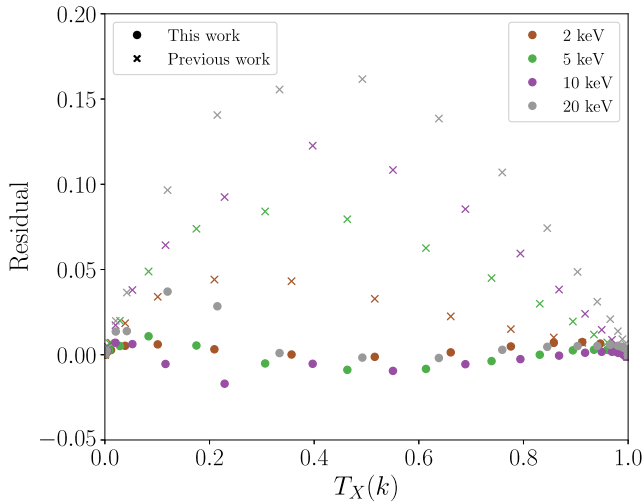 0.20
0.15
0.10
0.05
0.00
−0.05
Residual
This work
Previous work
2 keV
5 keV
10 keV
20 keV
0.0 0.2 0.4 0.6 0.8 1.0
T_X(k)